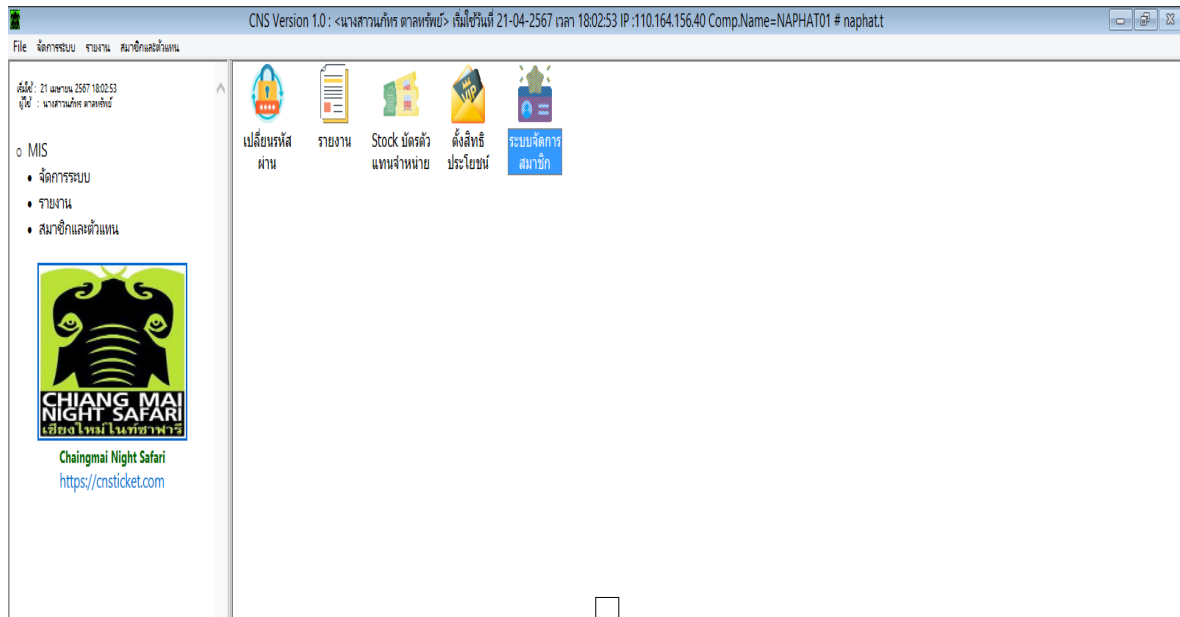 CNS Version 1.0 : <นางสาวนภัทร ตาลทรัพย์> เริ่มใช้วันที่ 21-04-2567 เวลา 18:02:53 IP :110.164.156.40 Comp.Name=NAPHAT01 # naphat.t
File จัดการระบบ รายงาน สมาชิกและตัวแทน
เริ่มใช้ : 21 เมษายน 2567 18:02:53
ผู้ใช้ : นางสาวนภัทร ตาลทรัพย์
MIS
จัดการระบบ
รายงาน
สมาชิกและตัวแทน
CHIANG MAI
NIGHT SAFARI
เชียงใหม่ไนท์ซาฟารี
Chaingmai Night Safari
https://cnsticket.com
เปลี่ยนรหัส
ผ่าน
รายงาน
Stock บัตรตัว
แทนจำหน่าย
VIP
ตั้งสิทธิ
ประโยชน์
ระบบจัดการ
สมาชิก